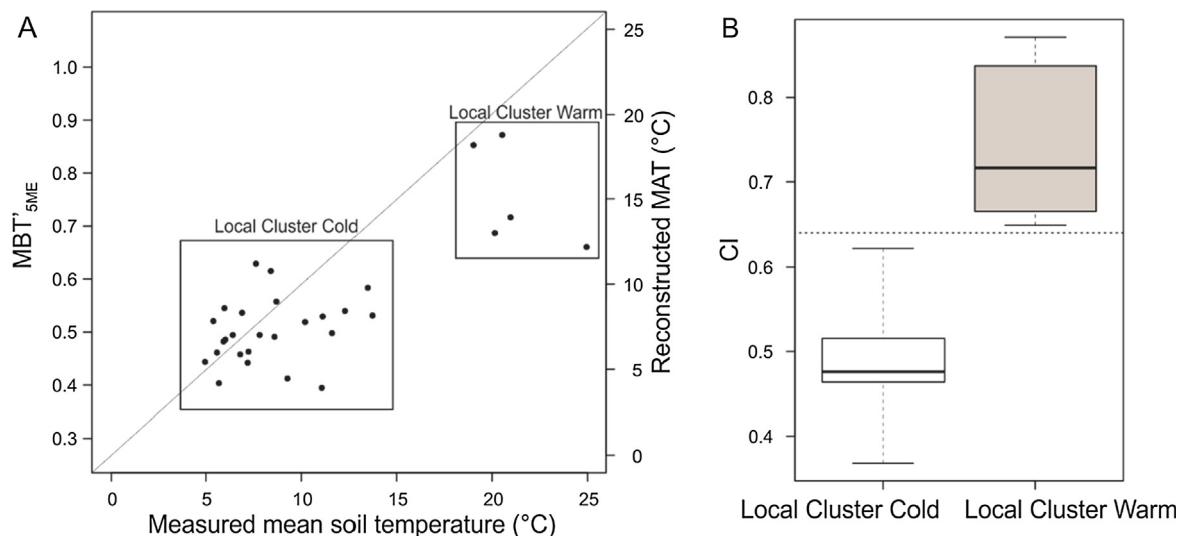 A
MBT'5ME
1.0
0.9
0.8
0.7
0.6
0.5
0.4
0.3
Local Cluster Cold
Local Cluster Warm
25
20
15
10
5
0
Reconstructed MAT (°C)
0 5 10 15 20 25
Measured mean soil temperature (°C)
B
CI
0.8
0.7
0.6
0.5
0.4
Local Cluster Cold Local Cluster Warm